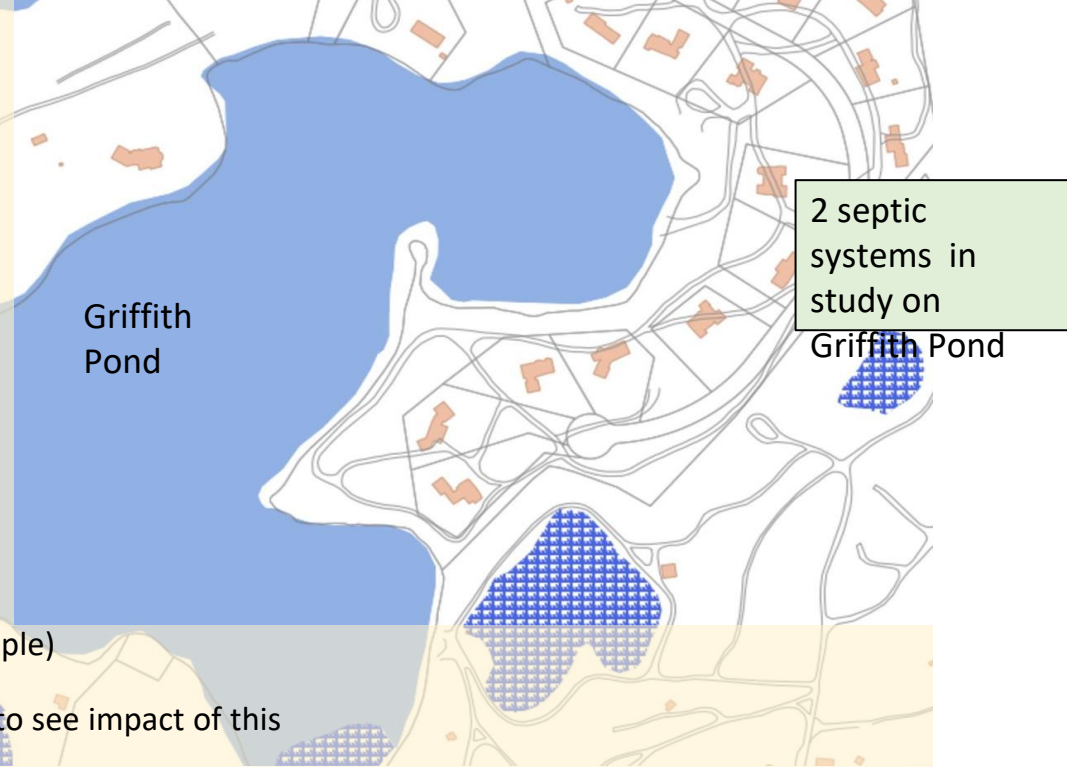 2 septic
systems in
study on
Griffith Pond
Griffith
Pond
ple)
to see impact of this